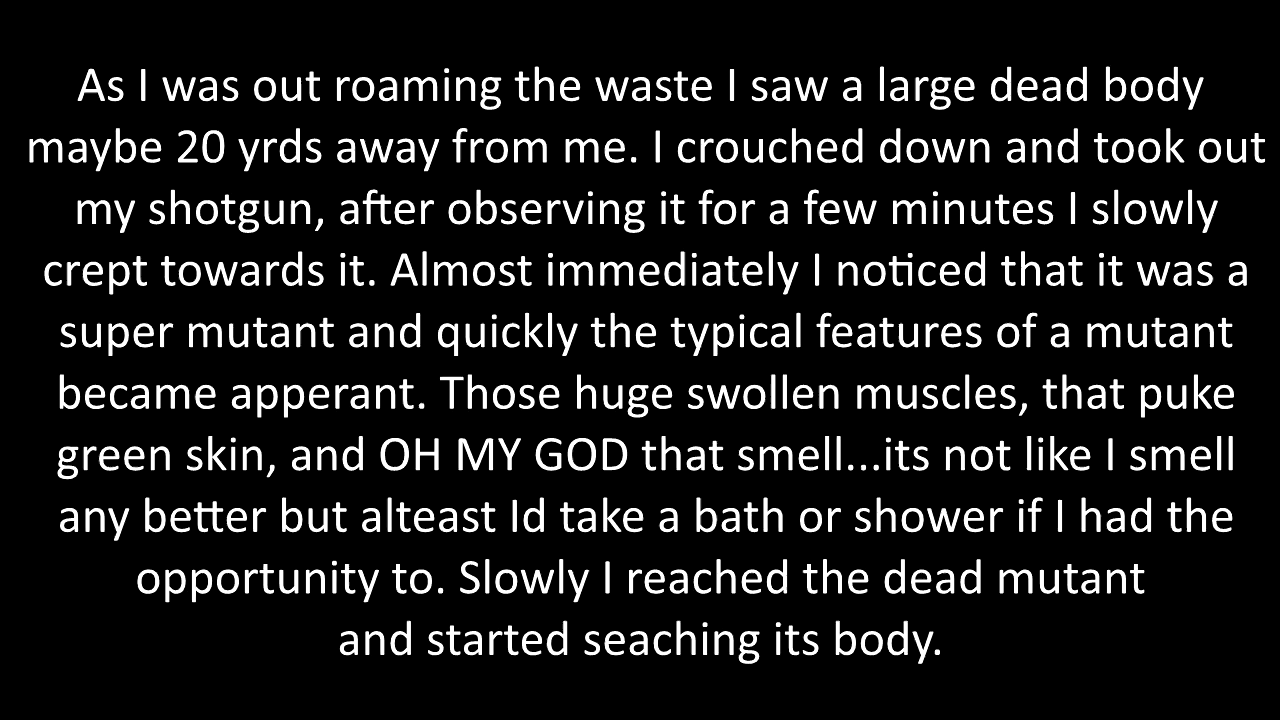 As I was out roaming the waste I saw a large dead body
maybe 20 yrds away from me. I crouched down and took out
my shotgun, after observing it for a few minutes I slowly
crept towards it. Almost immediately I noticed that it was a
super mutant and quickly the typical features of a mutant
became apperant. Those huge swollen muscles, that puke
green skin, and OH MY GOD that smell...its not like I smell
any better but alteast Id take a bath or shower if I had the
opportunity to. Slowly I reached the dead mutant
and started seaching its body.